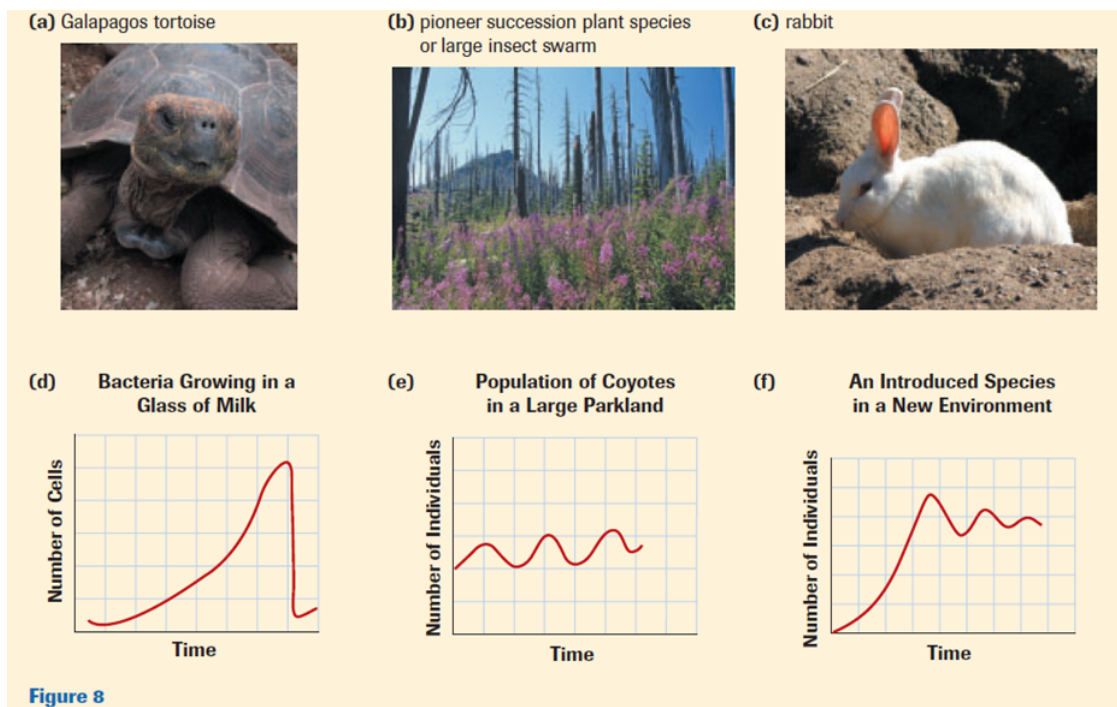 (a) Galapagos tortoise
(b) pioneer succession plant species
or large insect swarm
(c) rabbit
(d) Bacteria Growing in a
Glass of Milk
Number of Cells
Time
(e) Population of Coyotes
in a Large Parkland
Number of Individuals
Time
(f) An Introduced Species
in a New Environment
Number of Individuals
Time
Figure 8